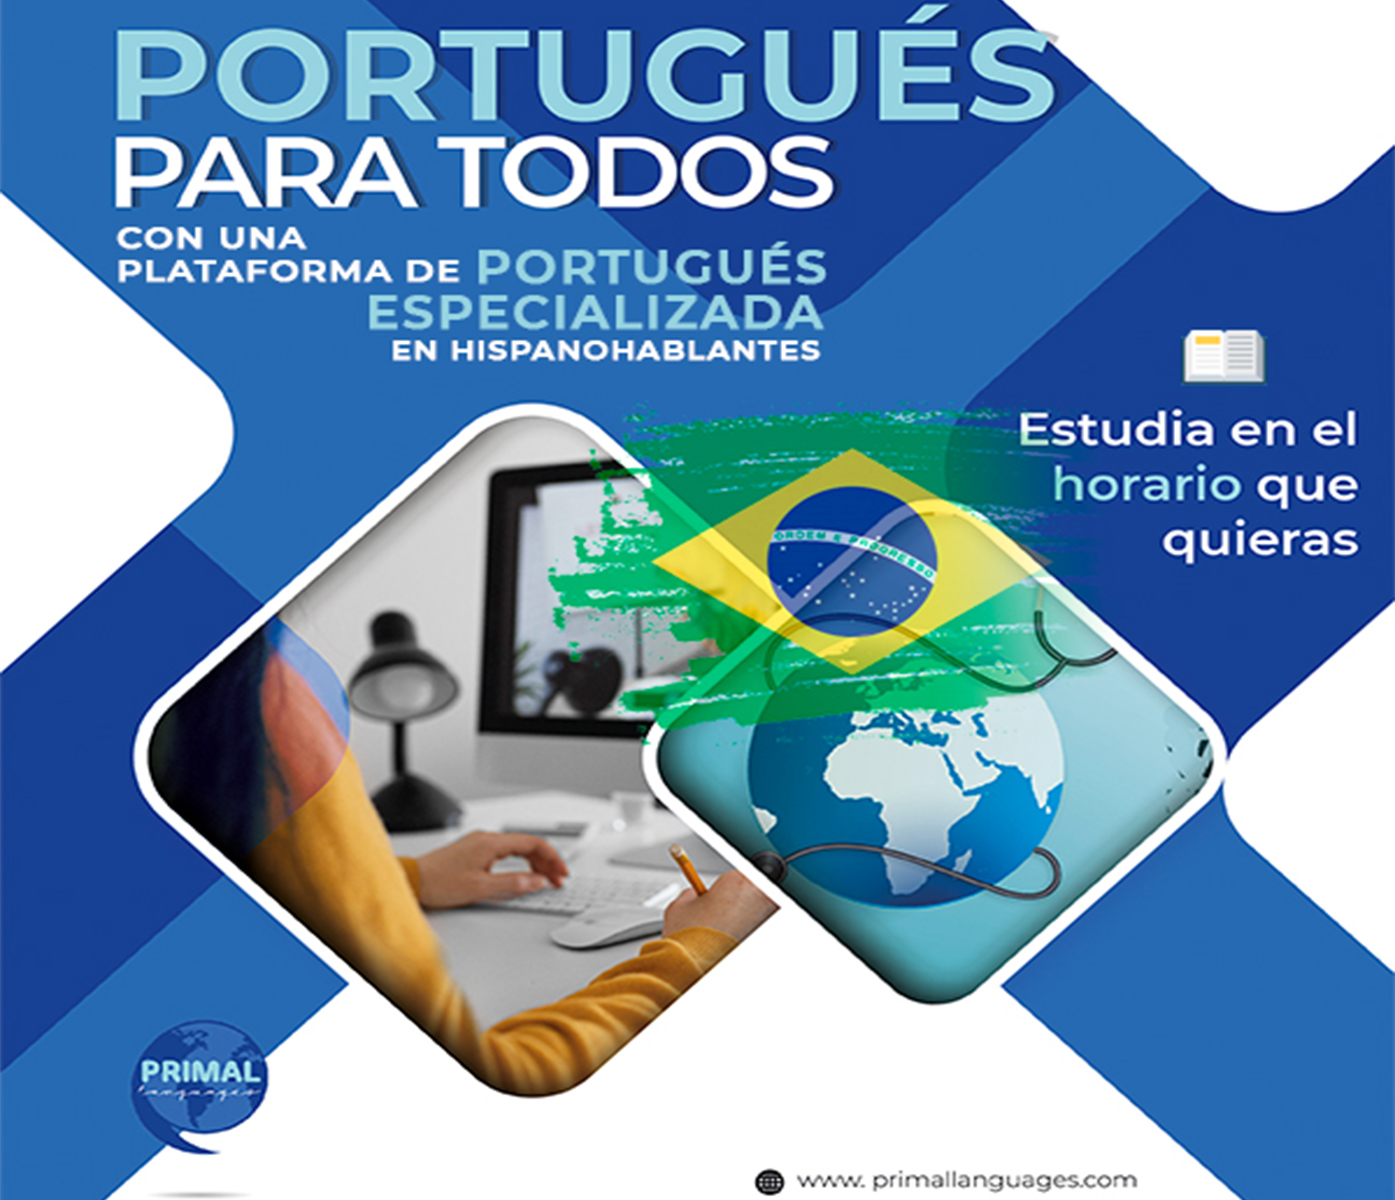 PORTUGUÉS
PARA TODOS
CON UNA
PLATAFORMA DE PORTUGUÉS
ESPECIALIZADA
EN HISPANOHABLANTES
Estudia en el
horario que
quieras
ORDEM E PROGRESSO
PRIMAL
languages
www. primallanguages.com